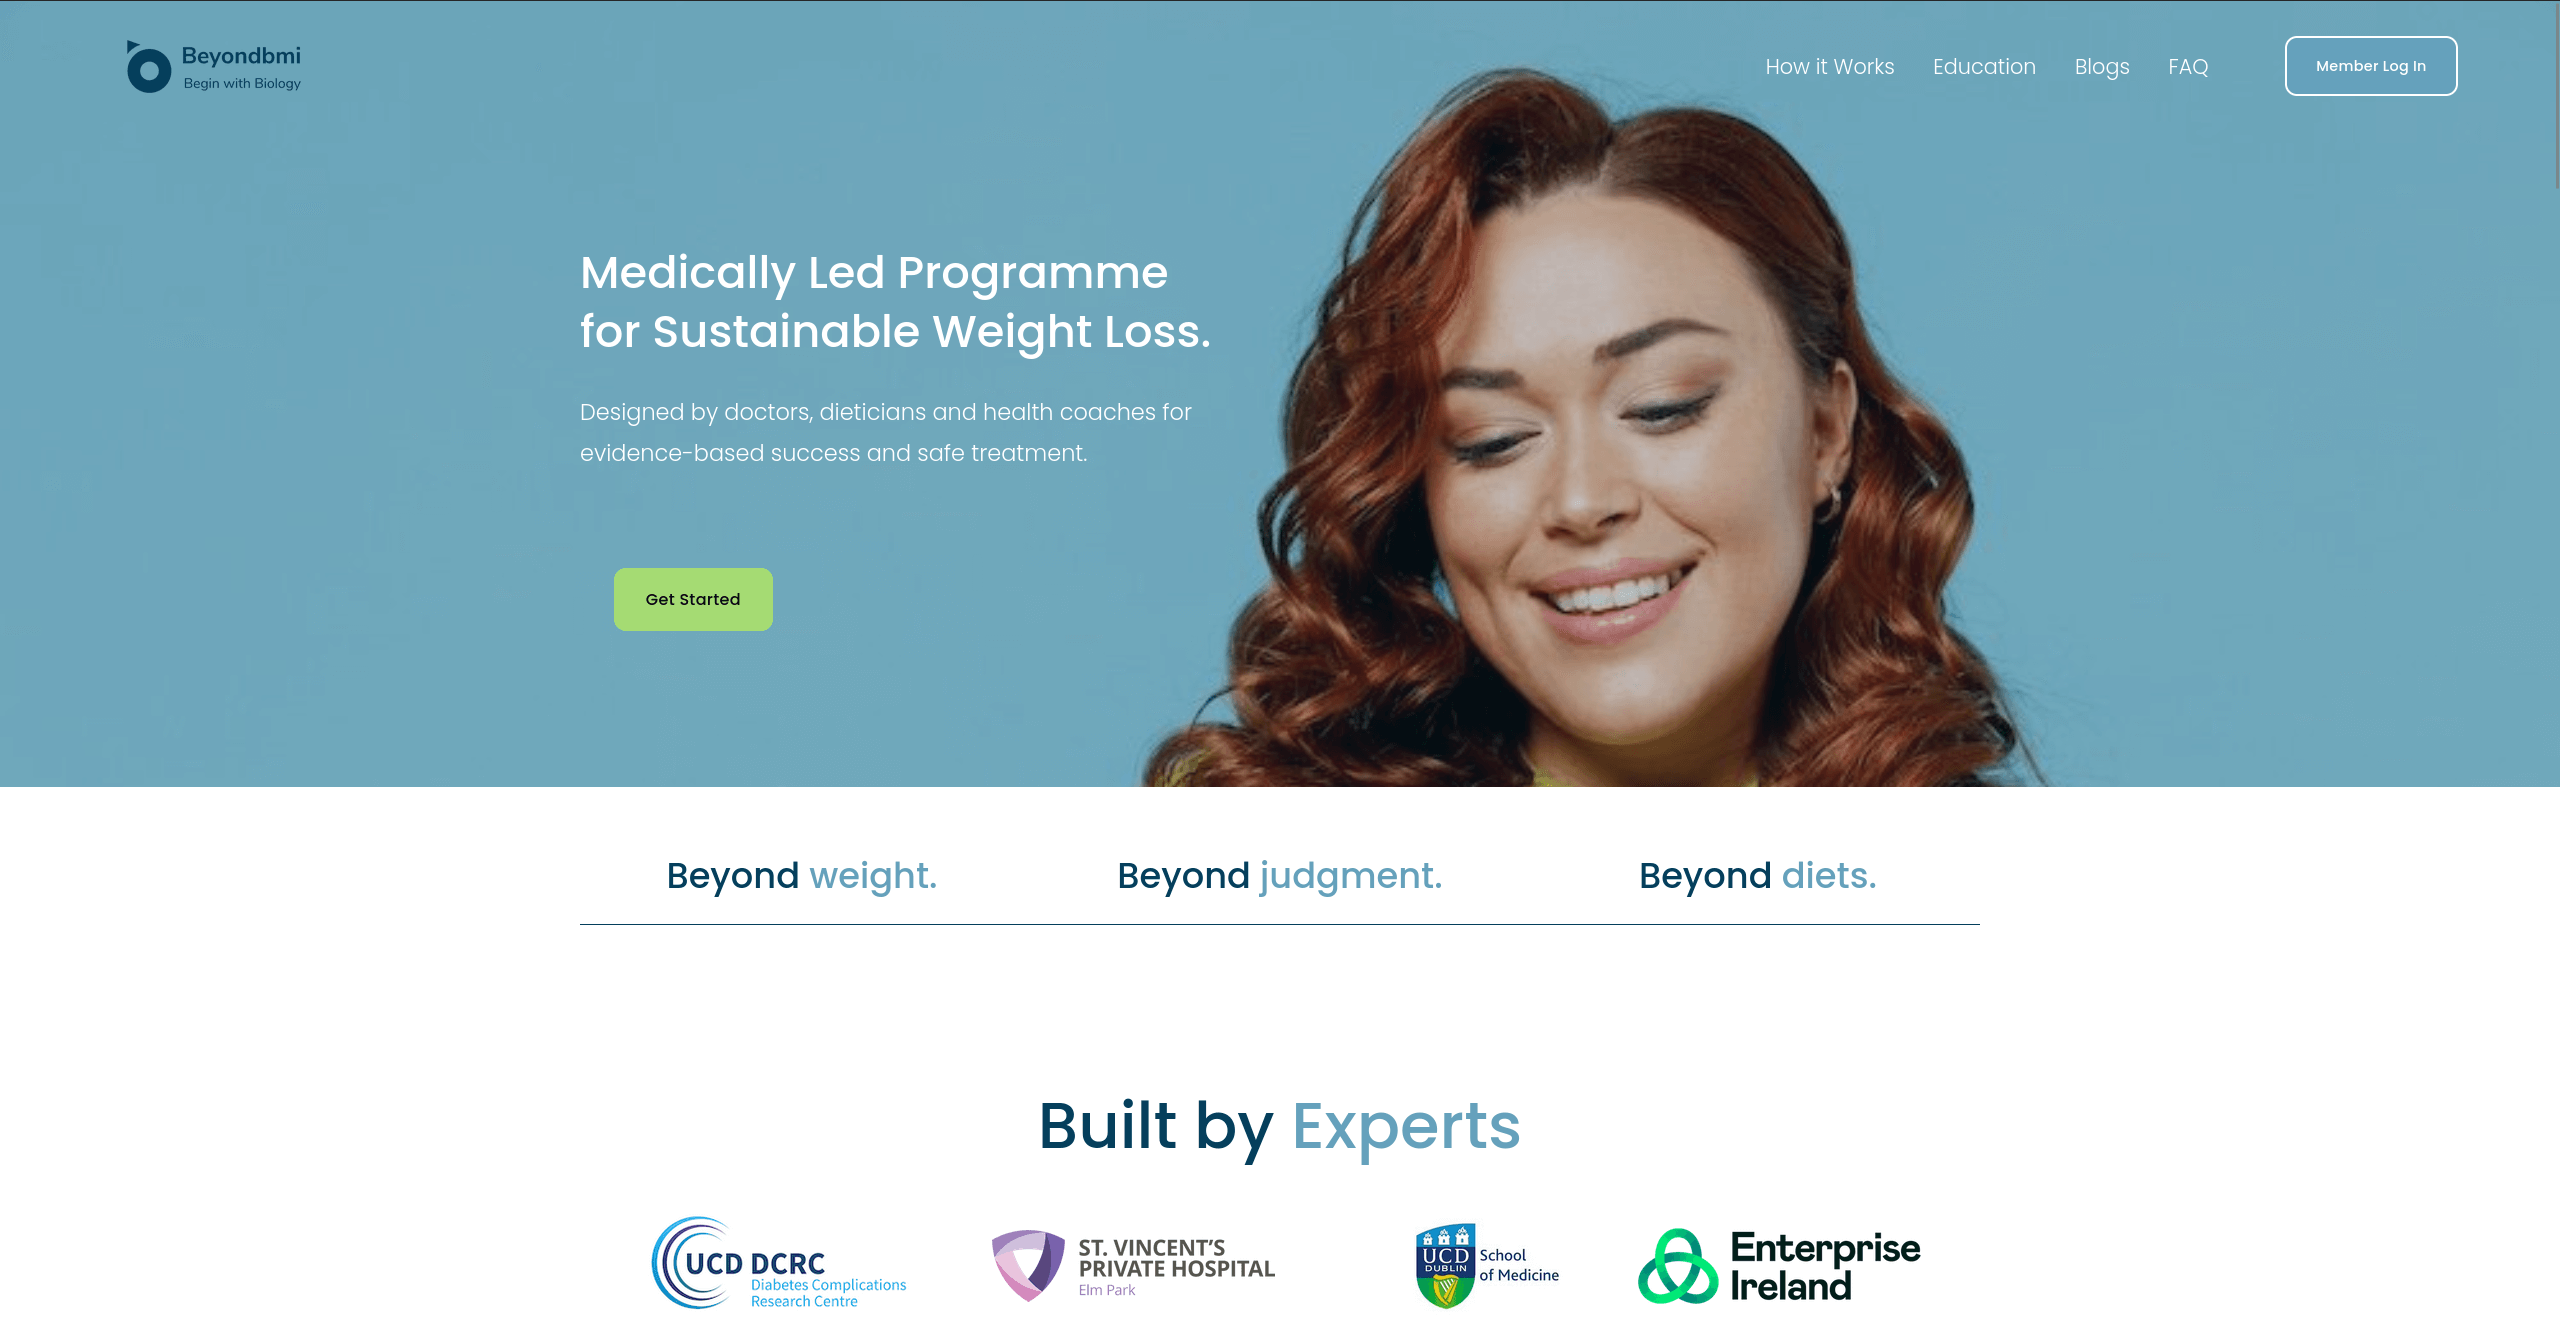 Beyondbmi
Begin with Biology
How it Works
Education
Blogs
FAQ
Member Log In
Medically Led Programme
for Sustainable Weight Loss.
Designed by doctors, dieticians and health coaches for
evidence-based success and safe treatment.
Get Started
Beyond weight.
Beyond judgment.
Beyond diets.
Built by Experts
UCD DCRC
Diabetes Complications
Research Centre
ST. VINCENT'S
PRIVATE HOSPITAL
Elm Park
UCD
DUBLIN
School
of Medicine
Enterprise
Ireland